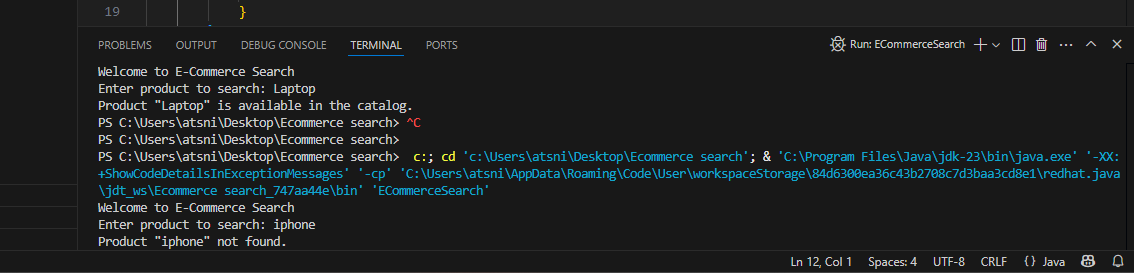 19 }
PROBLEMS OUTPUT DEBUG CONSOLE TERMINAL PORTS Run: ECommerceSearch
Welcome to E-Commerce Search
Enter product to search: Laptop
Product "Laptop" is available in the catalog.
PS C:\Users\atsni\Desktop\Ecommerce search> ^C
PS C:\Users\atsni\Desktop\Ecommerce search>
PS C:\Users\atsni\Desktop\Ecommerce search>  c:; cd 'c:\Users\atsni\Desktop\Ecommerce search'; & 'C:\Program Files\Java\jdk-23\bin\java.exe' '-XX:
+ShowCodeDetailsInExceptionMessages' '-cp' 'C:\Users\atsni\AppData\Roaming\Code\User\workspaceStorage\84d6300ea36c43b2708c7d3baa3cd8e1\redhat.java
\jdt_ws\Ecommerce search_747aa44e\bin' 'ECommerceSearch'
Welcome to E-Commerce Search
Enter product to search: iphone
Product "iphone" not found.
Ln 12, Col 1 Spaces: 4 UTF-8 CRLF {} Java